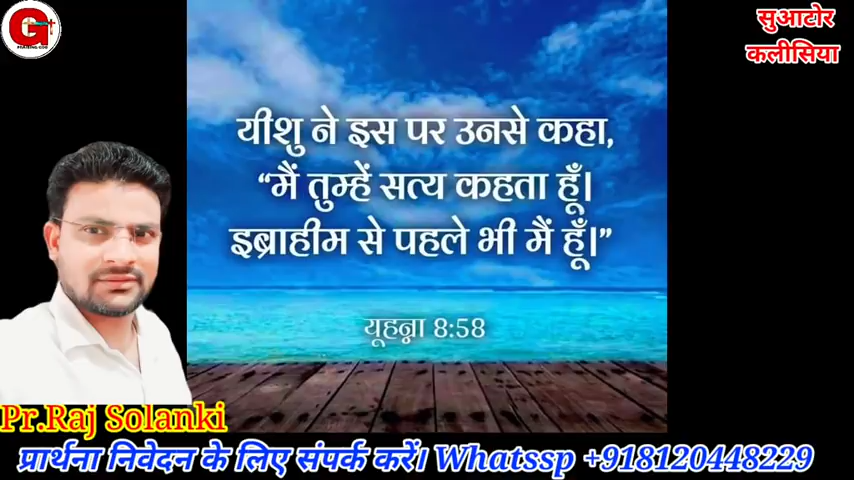 G
सुआटोर
कलीसिया
यीशु ने इस पर उनसे कहा,
“मैं तुम्हें सत्य कहता हूँ।
इब्राहीम से पहले भी मैं हूँ।”
यूहन्ना 8:58
Pr.Raj Solanki
प्रार्थना निवेदन के लिए संपर्क करें। Whatssp +918120448229